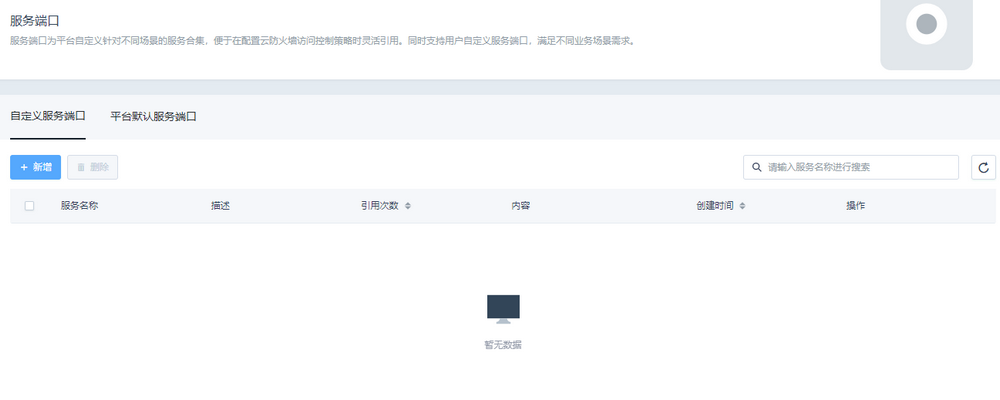 服务端口
服务端口为平台自定义针对不同场景的服务合集，便于在配置云防火墙访问控制策略时灵活引用。同时支持用户自定义服务端口，满足不同业务场景需求。
自定义服务端口 平台默认服务端口
+ 新增 删除 请输入服务名称进行搜索
服务名称 描述 引用次数 内容 创建时间 操作
暂无数据